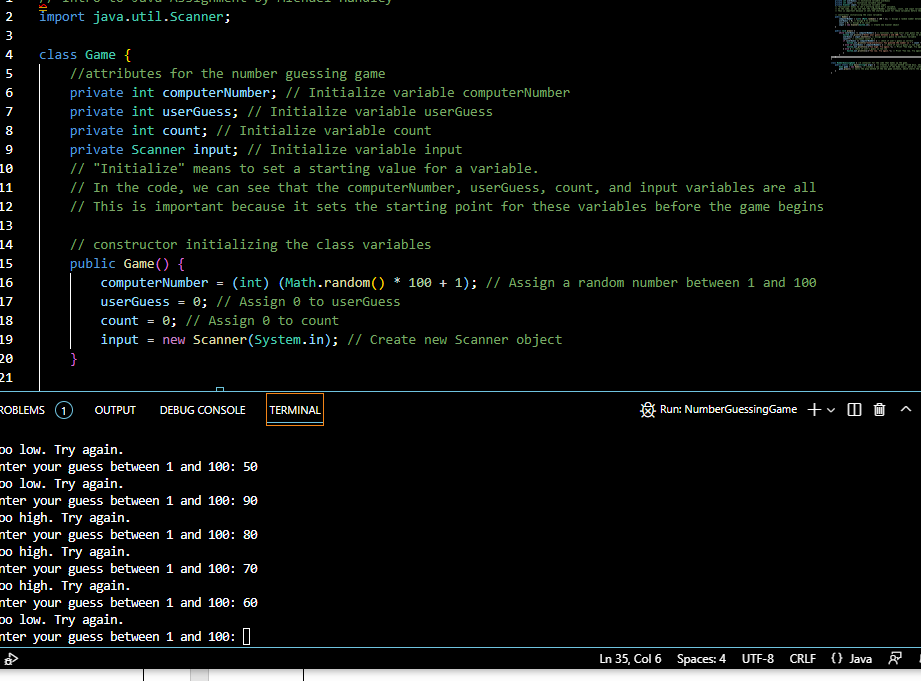 // Intro to Java Assignment by Michael Handley
2 import java.util.Scanner;
3
4 class Game {
5 //attributes for the number guessing game
6 private int computerNumber; // Initialize variable computerNumber
7 private int userGuess; // Initialize variable userGuess
8 private int count; // Initialize variable count
9 private Scanner input; // Initialize variable input
10 // "Initialize" means to set a starting value for a variable.
11 // In the code, we can see that the computerNumber, userGuess, count, and input variables are all
12 // This is important because it sets the starting point for these variables before the game begins
13
14 // constructor initializing the class variables
15 public Game() {
16 computerNumber = (int) (Math.random() * 100 + 1); // Assign a random number between 1 and 100
17 userGuess = 0; // Assign 0 to userGuess
18 count = 0; // Assign 0 to count
19 input = new Scanner(System.in); // Create new Scanner object
20 }
21
ROBLEMS 1 OUTPUT DEBUG CONSOLE TERMINAL Run: NumberGuessingGame
oo low. Try again.
nter your guess between 1 and 100: 50
oo low. Try again.
nter your guess between 1 and 100: 90
oo high. Try again.
nter your guess between 1 and 100: 80
oo high. Try again.
nter your guess between 1 and 100: 70
oo high. Try again.
nter your guess between 1 and 100: 60
oo low. Try again.
nter your guess between 1 and 100:
Ln 35, Col 6 Spaces: 4 UTF-8 CRLF {} Java